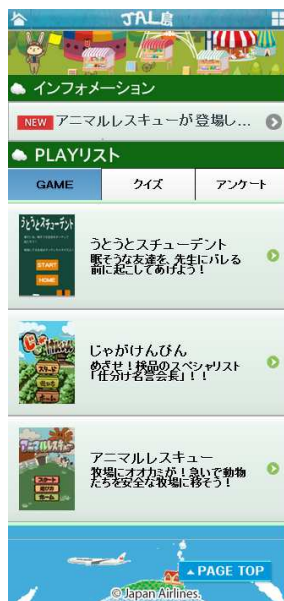 JAL島
インフォメーション
NEW アニマルレスキューが登場し...
PLAYリスト
GAME クイズ アンケート
うとうとスチューデント
START
HOME
うとうとスチューデント
眠そうな友達を、先生にバレる
前に起こしてあげよう！
じゃがけんぴん
めざせ！検品のスペシャリスト
「仕分け名誉会長」！！
アニマルレスキュー
スタート
アニマルレスキュー
牧場にオオカミが！急いで動物
たちを安全な牧場に移そう！
PAGE TOP
© Japan Airlines.